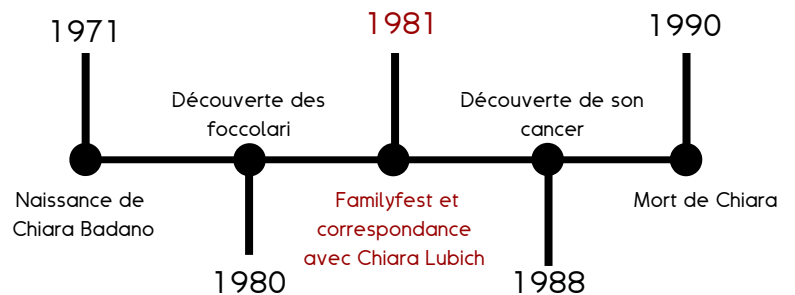 1971
Naissance de
Chiara Badano
Découverte des
foccolari
1980
1981
Familyfest et
correspondance
avec Chiara Lubich
Découverte de son
cancer
1988
1990
Mort de Chiara